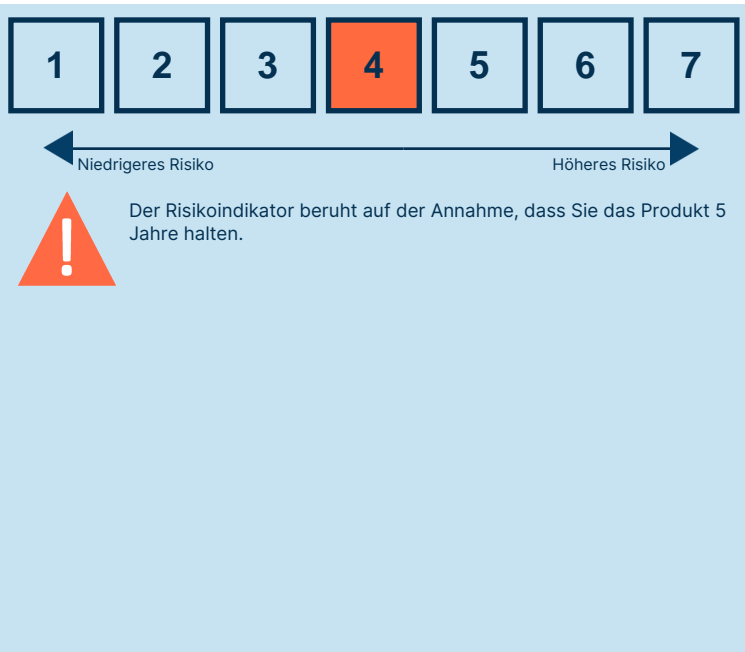 1 2 3 4 5 6 7
Niedrigeres Risiko Höheres Risiko
Der Risikoindikator beruht auf der Annahme, dass Sie das Produkt 5
Jahre halten.